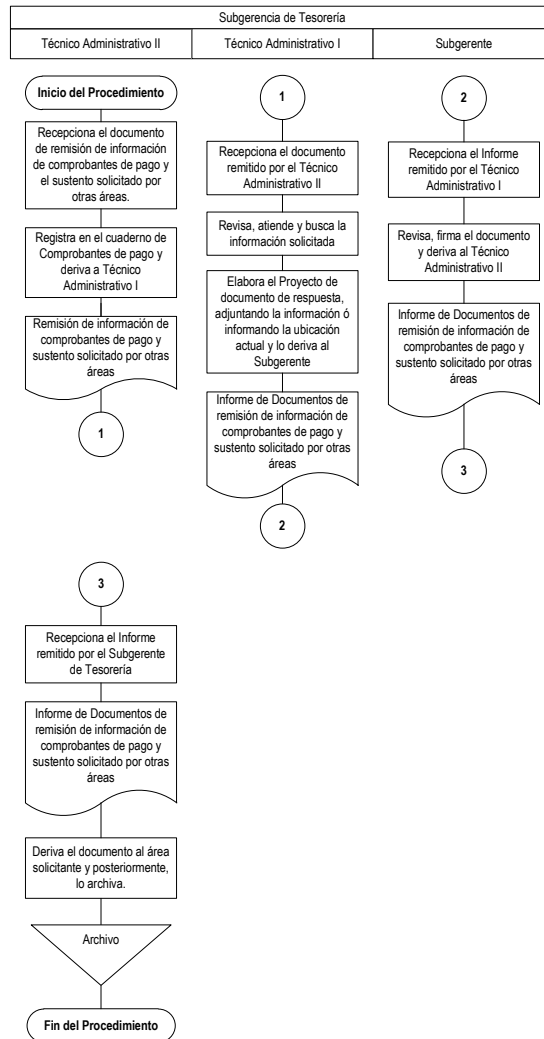 Subgerencia de Tesorería
Técnico Administrativo II
Técnico Administrativo I
Subgerente
Inicio del Procedimiento
Recepciona el documento
de remisión de información
de comprobantes de pago y
el sustento solicitado por
otras áreas.
Registra en el cuaderno de
Comprobantes de pago y
deriva a Técnico
Administrativo I
Remisión de información de
comprobantes de pago y
sustento solicitado por otras
áreas
1
1
Recepciona el documento
remitido por el Técnico
Administrativo II
Revisa, atiende y busca la
información solicitada
Elabora el Proyecto de
documento de respuesta,
adjuntando la información ó
informando la ubicación
actual y lo deriva al
Subgerente
Informe de Documentos de
remisión de información de
comprobantes de pago y
sustento solicitado por otras
áreas
2
2
Recepciona el Informe
remitido por el Técnico
Administrativo I
Revisa, firma el documento
y deriva al Técnico
Administrativo II
Informe de Documentos de
remisión de información de
comprobantes de pago y
sustento solicitado por otras
áreas
3
3
Recepciona el Informe
remitido por el Subgerente
de Tesorería
Informe de Documentos de
remisión de información de
comprobantes de pago y
sustento solicitado por otras
áreas
Deriva el documento al área
solicitante y posteriormente,
lo archiva.
Archivo
Fin del Procedimiento